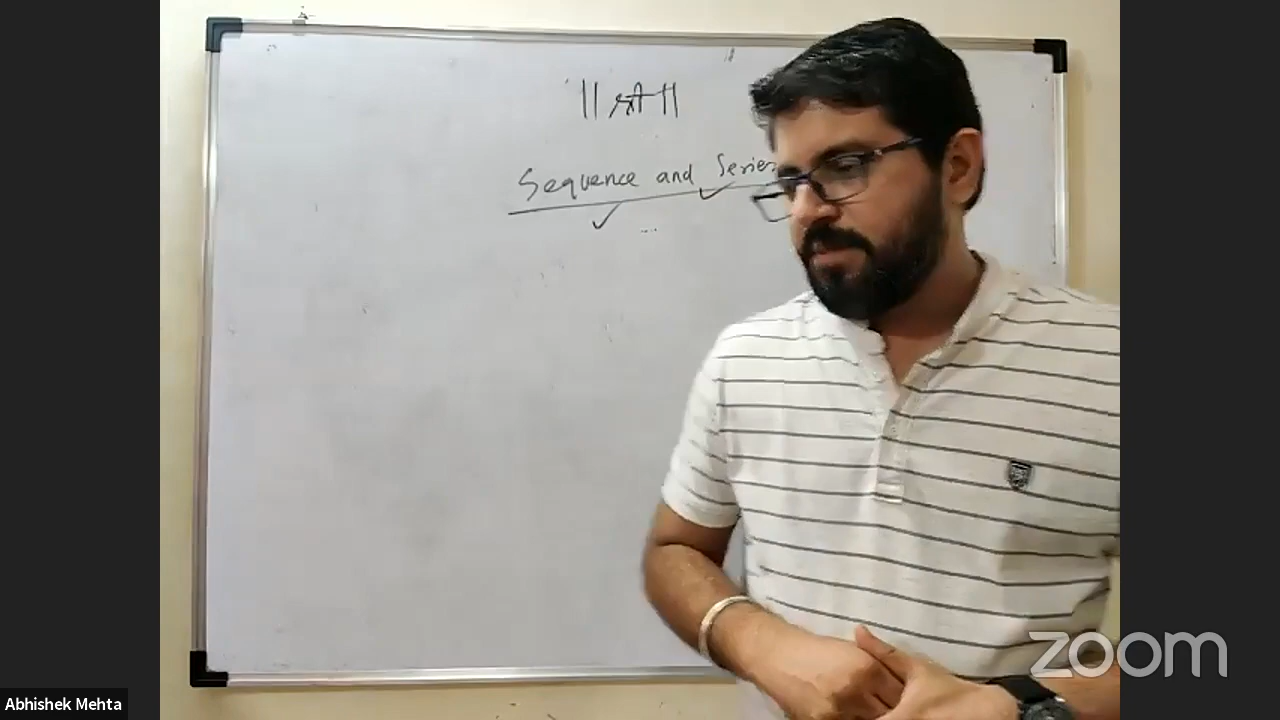 || श्री ||
Sequence and Series
zoom
Abhishek Mehta